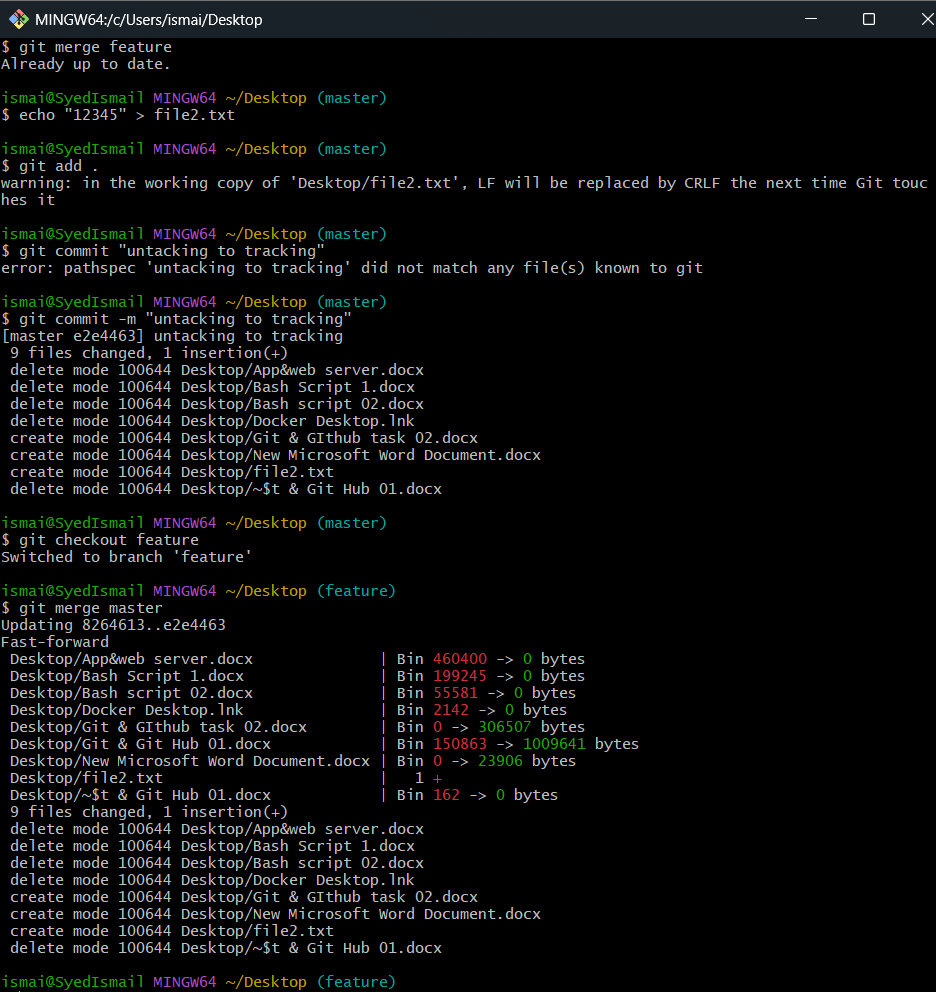 MINGW64:/c/Users/ismai/Desktop
$ git merge feature
Already up to date.
ismai@SyedIsmail MINGW64 ~/Desktop (master)
$ echo "12345" > file2.txt
ismai@SyedIsmail MINGW64 ~/Desktop (master)
$ git add .
warning: in the working copy of 'Desktop/file2.txt', LF will be replaced by CRLF the next time Git touc
hes it
ismai@SyedIsmail MINGW64 ~/Desktop (master)
$ git commit "untacking to tracking"
error: pathspec 'untacking to tracking' did not match any file(s) known to git
ismai@SyedIsmail MINGW64 ~/Desktop (master)
$ git commit -m "untacking to tracking"
[master e2e4463] untacking to tracking
 9 files changed, 1 insertion(+)
 delete mode 100644 Desktop/App&web server.docx
 delete mode 100644 Desktop/Bash Script 1.docx
 delete mode 100644 Desktop/Bash script 02.docx
 delete mode 100644 Desktop/Docker Desktop.lnk
 create mode 100644 Desktop/Git & GIthub task 02.docx
 create mode 100644 Desktop/New Microsoft Word Document.docx
 create mode 100644 Desktop/file2.txt
 delete mode 100644 Desktop/~$t & Git Hub 01.docx
ismai@SyedIsmail MINGW64 ~/Desktop (master)
$ git checkout feature
Switched to branch 'feature'
ismai@SyedIsmail MINGW64 ~/Desktop (feature)
$ git merge master
Updating 8264613..e2e4463
Fast-forward
 Desktop/App&web server.docx | Bin 460400 -> 0 bytes
 Desktop/Bash Script 1.docx | Bin 199245 -> 0 bytes
 Desktop/Bash script 02.docx | Bin 55581 -> 0 bytes
 Desktop/Docker Desktop.lnk | Bin 2142 -> 0 bytes
 Desktop/Git & GIthub task 02.docx | Bin 0 -> 306507 bytes
 Desktop/Git & Git Hub 01.docx | Bin 150863 -> 1009641 bytes
 Desktop/New Microsoft Word Document.docx | Bin 0 -> 23906 bytes
 Desktop/file2.txt | 1 +
 Desktop/~$t & Git Hub 01.docx | Bin 162 -> 0 bytes
 9 files changed, 1 insertion(+)
 delete mode 100644 Desktop/App&web server.docx
 delete mode 100644 Desktop/Bash Script 1.docx
 delete mode 100644 Desktop/Bash script 02.docx
 delete mode 100644 Desktop/Docker Desktop.lnk
 create mode 100644 Desktop/Git & GIthub task 02.docx
 create mode 100644 Desktop/New Microsoft Word Document.docx
 create mode 100644 Desktop/file2.txt
 delete mode 100644 Desktop/~$t & Git Hub 01.docx
ismai@SyedIsmail MINGW64 ~/Desktop (feature)